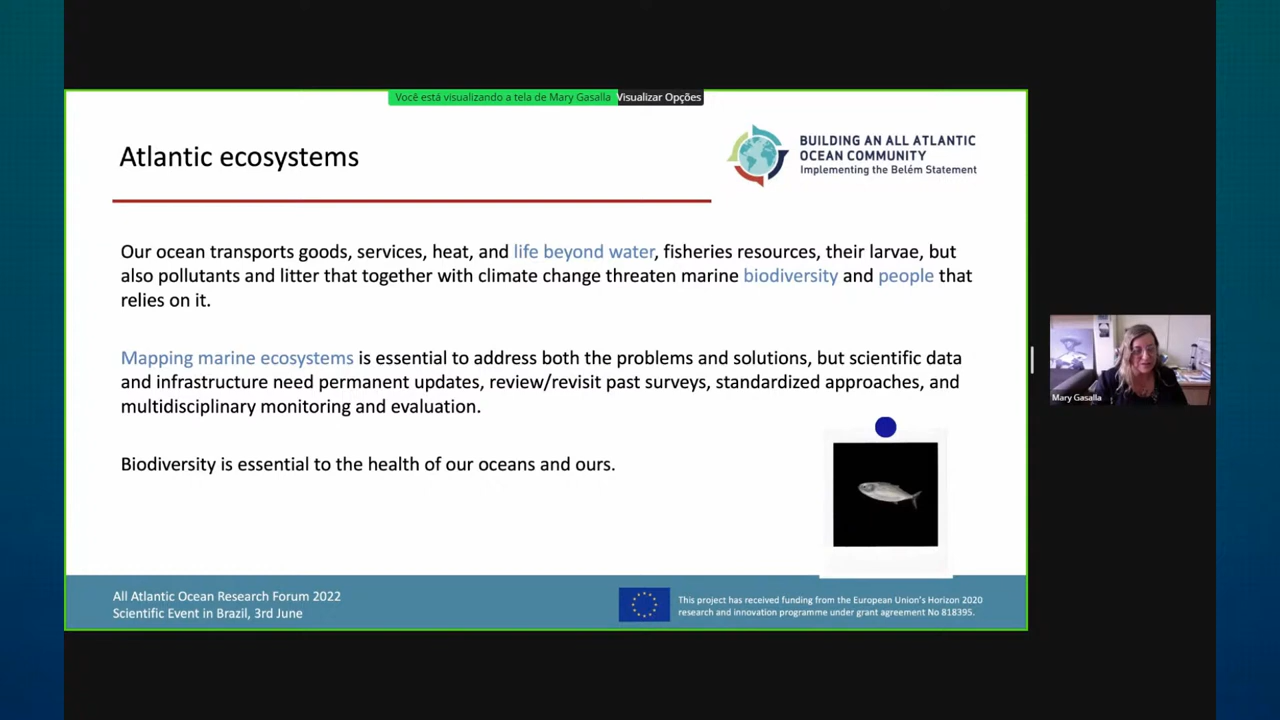 Você está visualizando a tela de Mary Gasalla Visualizar Opções
Atlantic ecosystems
BUILDING AN ALL ATLANTIC
OCEAN COMMUNITY
Implementing the Belém Statement
Our ocean transports goods, services, heat, and life beyond water, fisheries resources, their larvae, but
also pollutants and litter that together with climate change threaten marine biodiversity and people that
relies on it.
Mapping marine ecosystems is essential to address both the problems and solutions, but scientific data
and infrastructure need permanent updates, review/revisit past surveys, standardized approaches, and
multidisciplinary monitoring and evaluation.
Biodiversity is essential to the health of our oceans and ours.
Mary Gasalla
All Atlantic Ocean Research Forum 2022
Scientific Event in Brazil, 3rd June
This project has received funding from the European Union's Horizon 2020
research and innovation programme under grant agreement No 818395.